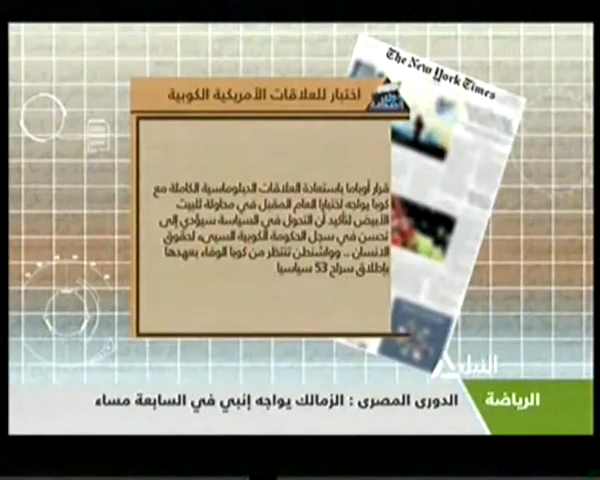 The New York Times
اختبار للعلاقات الأمريكية الكوبية
قرار أوباما باستعادة العلاقات الدبلوماسية الكاملة مع
كوبا يواجه اختبارا العام المقبل في محاولة للبيت
الأبيض لتأكيد أن التحول في السياسة سيؤدي إلى
تحسن في سجل الحكومة الكوبية السيىء لحقوق
الانسان .. وواشنطن تنتظر من كوبا الوفاء بعهدها
بإطلاق سراح 53 سياسيا
النيل
الرياضة
الدورى المصرى : الزمالك يواجه إنبي في السابعة مساء